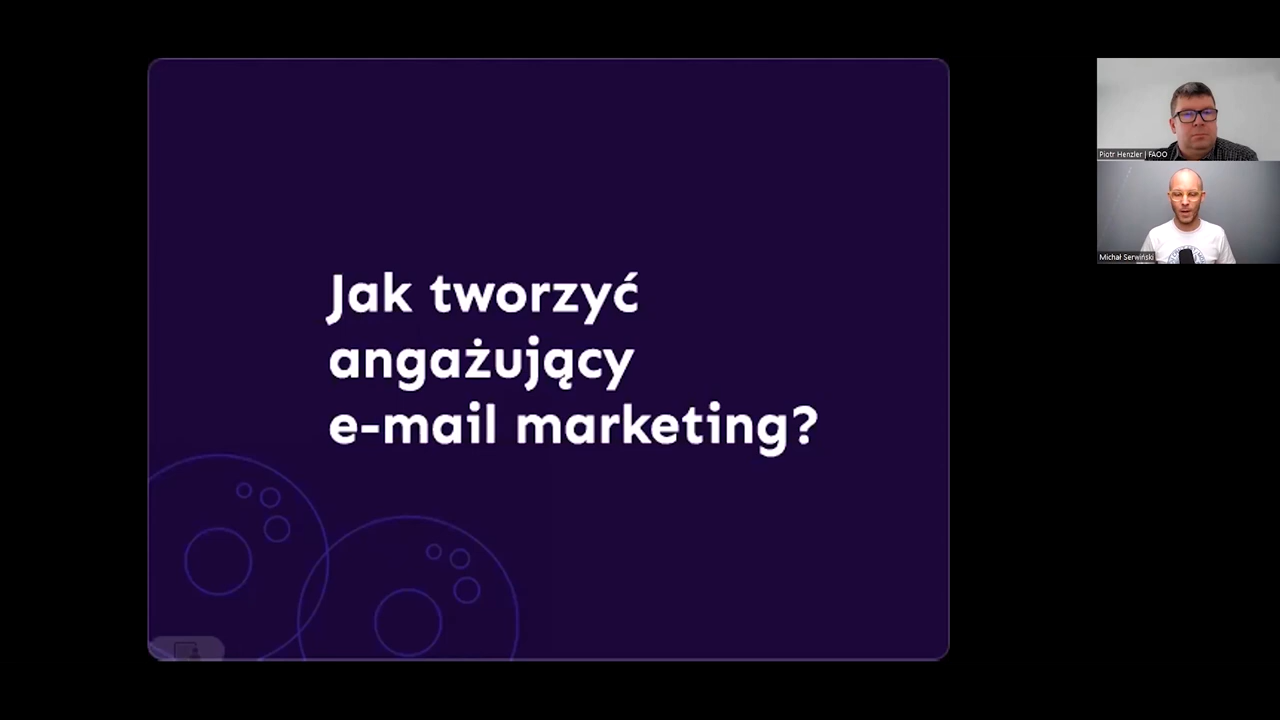 Jak tworzyć
angażujący
e-mail marketing?
Piotr Henzler | FAOO
Michał Serwiński